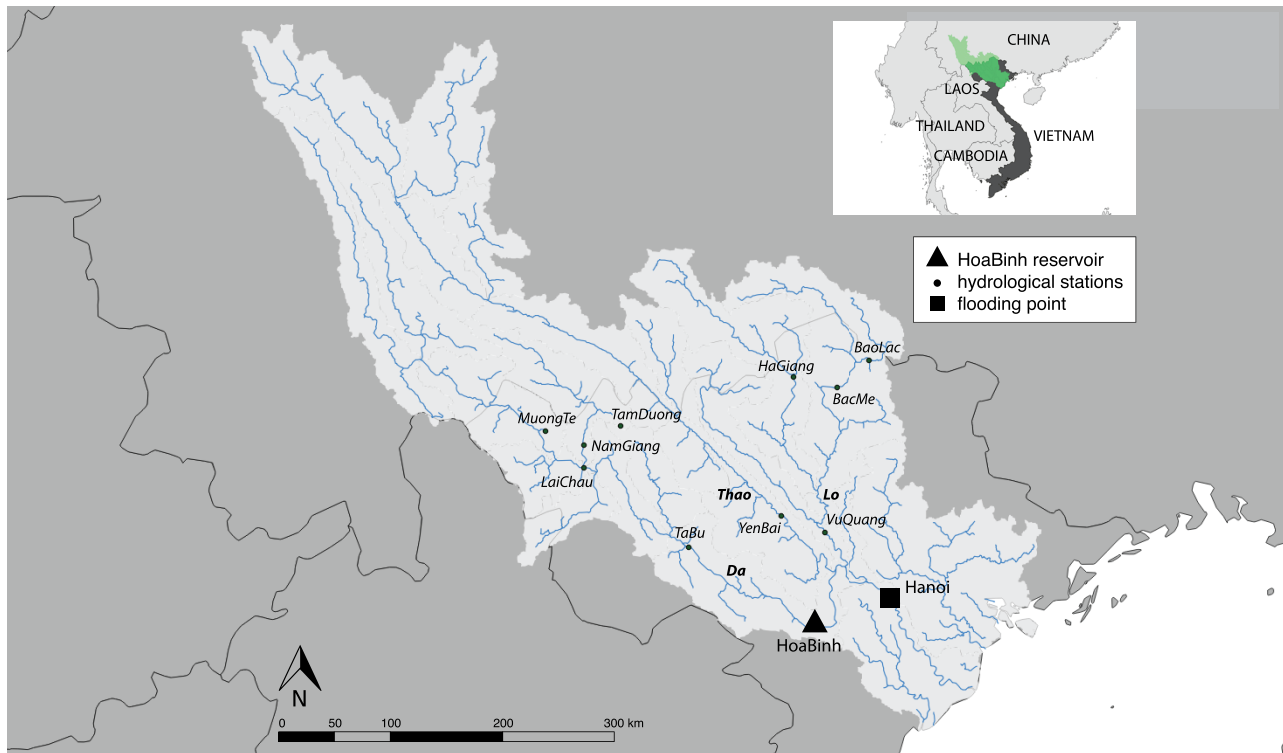 CHINA
LAOS
THAILAND
VIETNAM
CAMBODIA
HoaBinh reservoir
hydrological stations
flooding point
BaoLac
HaGiang
BacMe
MuongTe
TamDuong
NamGiang
LaiChau
Thao
Lo
VuQuang
YenBai
TaBu
Da
Hanoi
HoaBinh
N
0 50 100 200 300 km